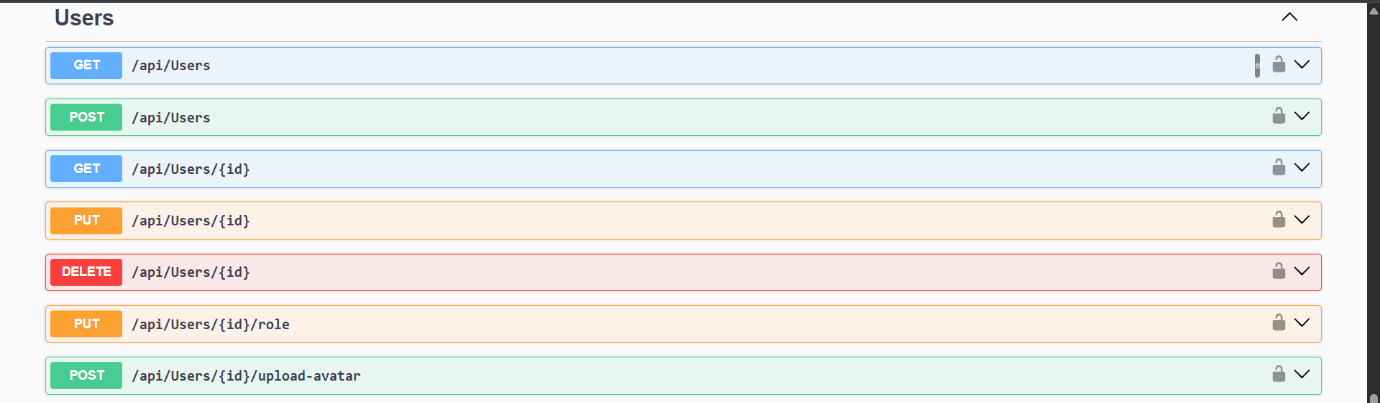 Users
GET /api/Users
POST /api/Users
GET /api/Users/{id}
PUT /api/Users/{id}
DELETE /api/Users/{id}
PUT /api/Users/{id}/role
POST /api/Users/{id}/upload-avatar